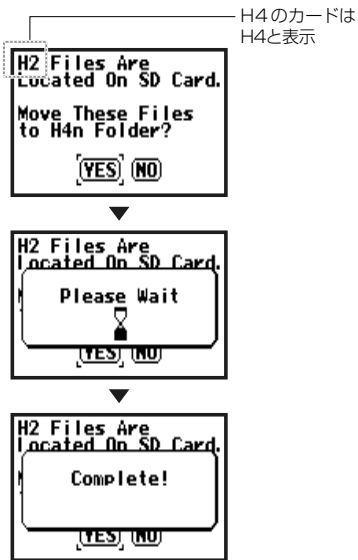 H4のカードは
H4と表示
H2 Files Are
Located On SD Card.
Move These Files
to H4n Folder?
YES NO
H2 Files Are
Located On SD Card.
Please Wait
YES NO
H2 Files Are
Located On SD Card.
Complete!
YES NO